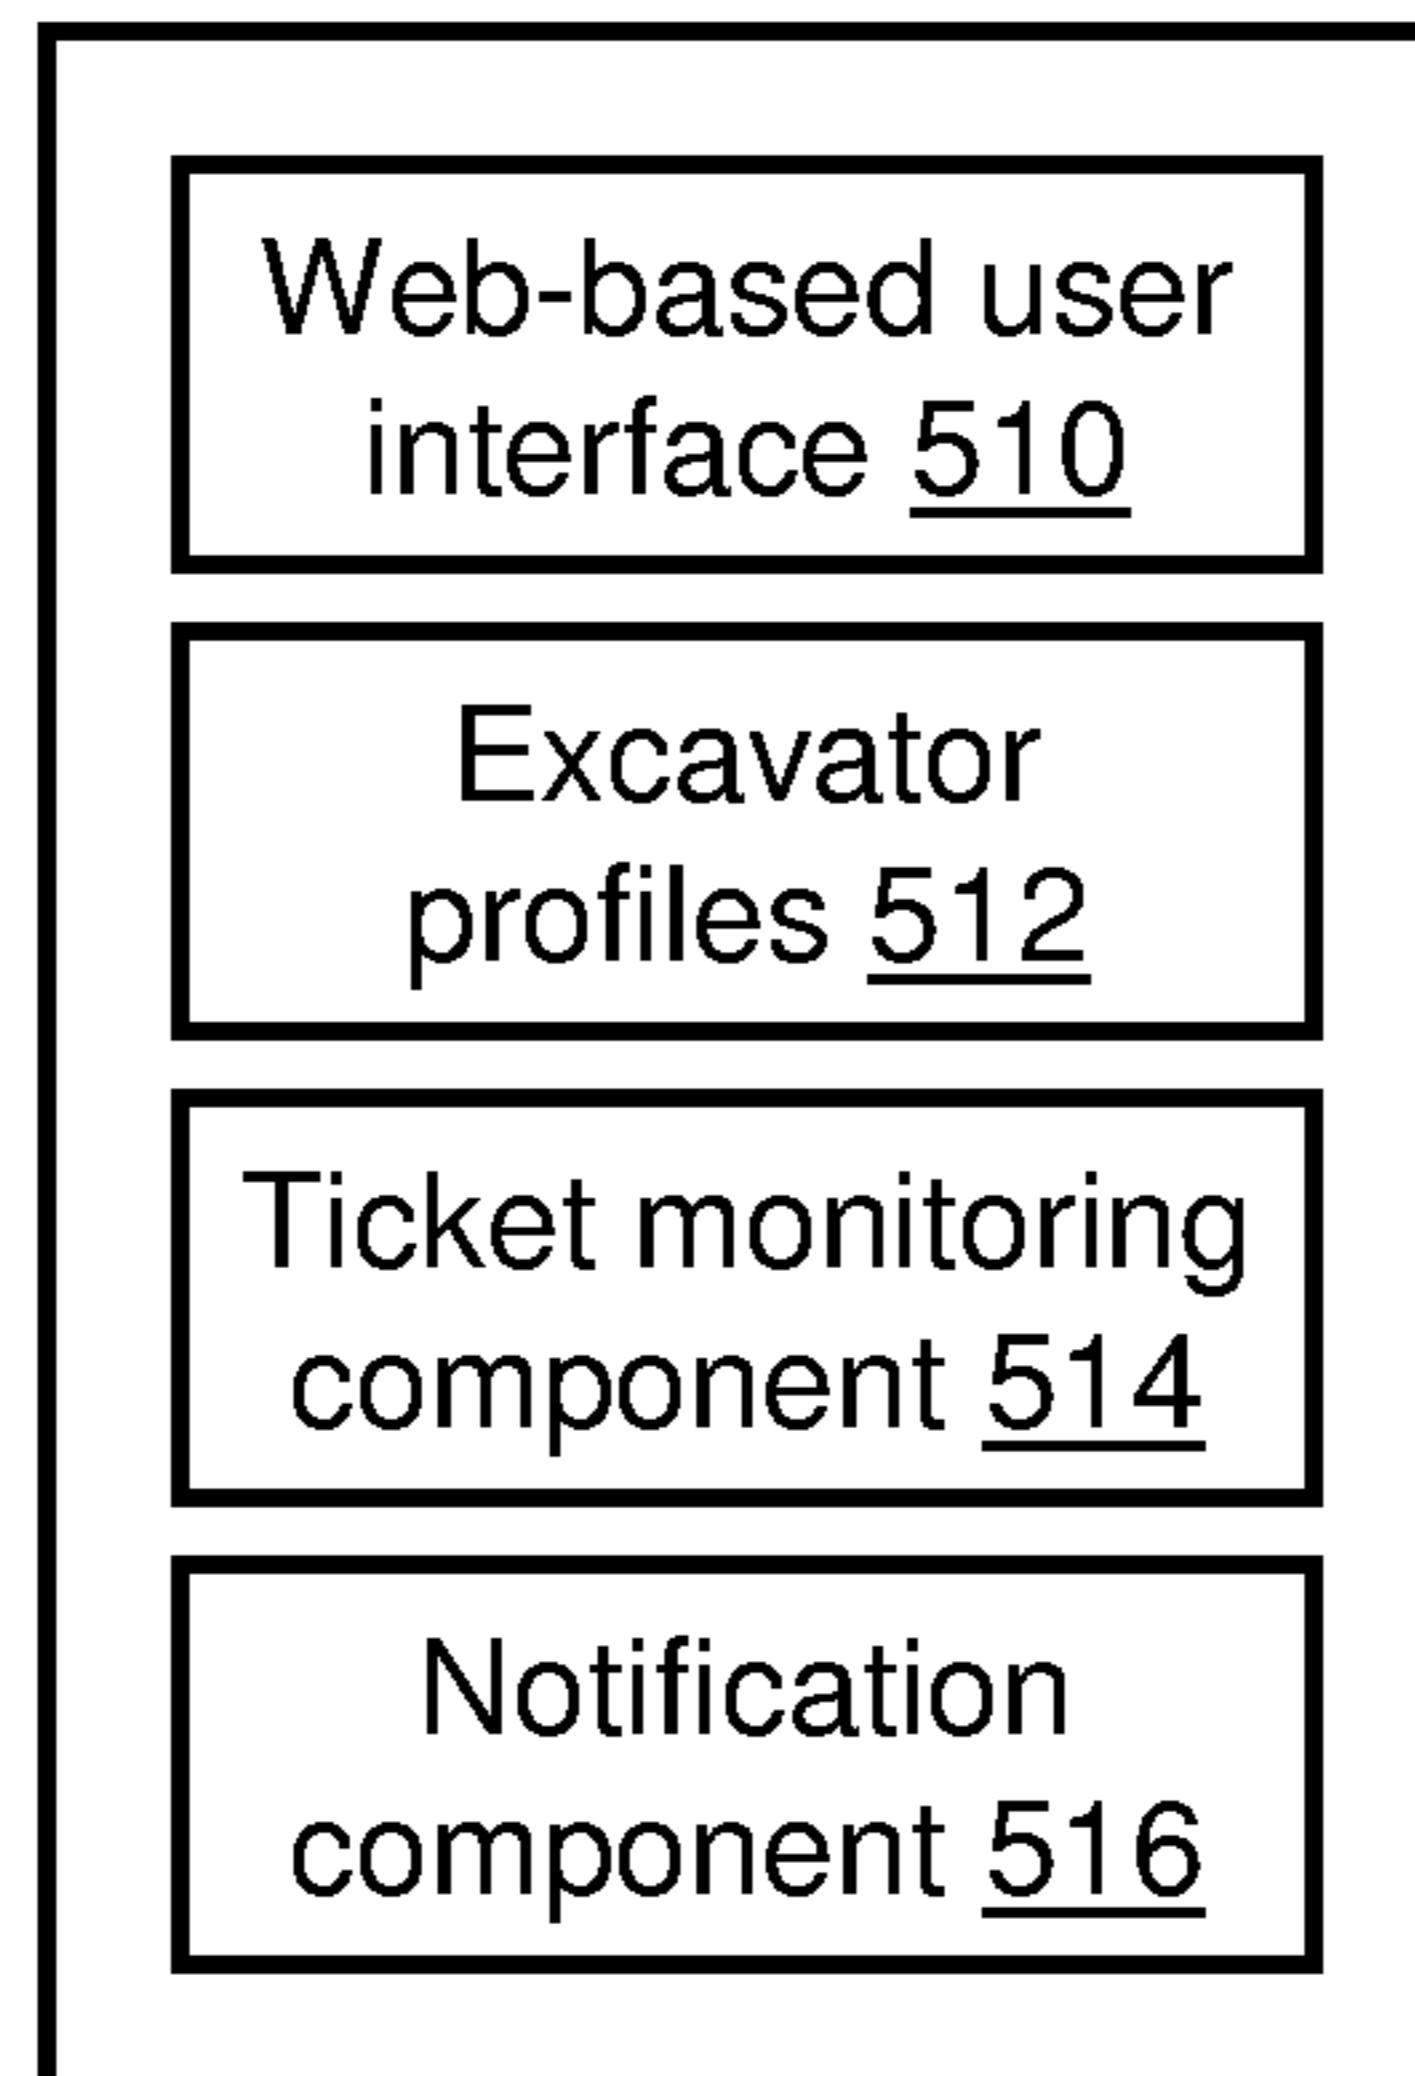 Web-based user
interface 510
Excavator
profiles 512
Ticket monitoring
component 514
Notification
component 516